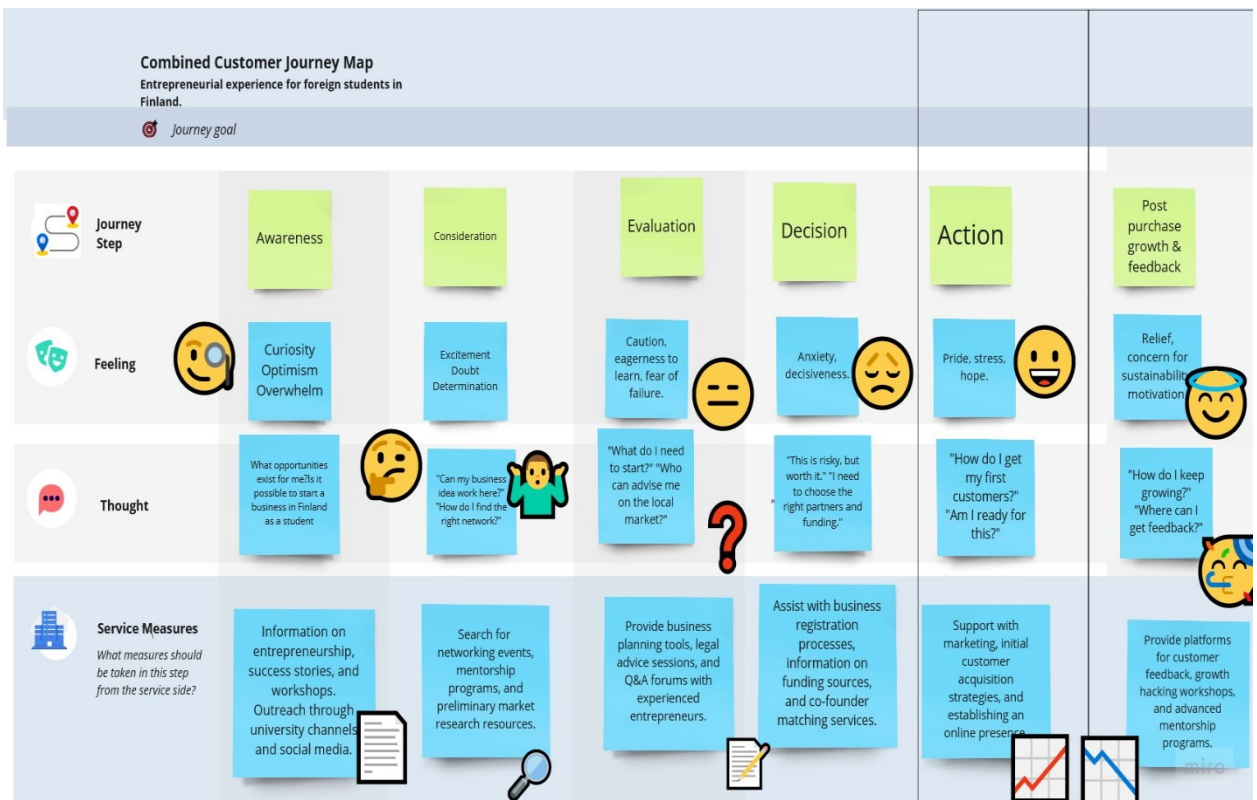 Combined Customer Journey Map
Entrepreneurial experience for foreign students in
Finland.
Journey goal
Journey
Step
Awareness
Consideration
Evaluation
Decision
Action
Post
purchase
growth &
feedback
Feeling
Curiosity
Optimism
Overwhelm
Excitement
Doubt
Determination
Caution,
eagerness to
learn, fear of
failure.
Anxiety,
decisiveness.
Pride, stress,
hope.
Relief,
concern for
sustainability
motivation
Thought
What opportunities
exist for me?Is it
possible to start a
business in Finland
as a student
"Can my business
idea work here?"
"How do I find the
right network?"
"What do I need
to start?" "Who
can advise me
on the local
market?"
"
"This is risky, but
worth it." "I need
to choose the
right partners and
funding."
"How do I get
my first
customers?"
"Am I ready for
this?"
"How do I keep
growing?"
"Where can I
get feedback?"
Service Measures
What measures should
be taken in this step
from the service side?
Information on
entrepreneurship,
success stories, and
workshops.
Outreach through
university channels
and social media.
Search for
networking events,
mentorship
programs, and
preliminary market
research resources.
Provide business
planning tools, legal
advice sessions, and
Q&A forums with
experienced
entrepreneurs.
Assist with business
registration
processes,
information on
funding sources,
and co-founder
matching services.
Support with
marketing, initial
customer
acquisition
strategies, and
establishing an
online presence
Provide platforms
for customer
feedback, growth
hacking workshops,
and advanced
mentorship
programs.
miro